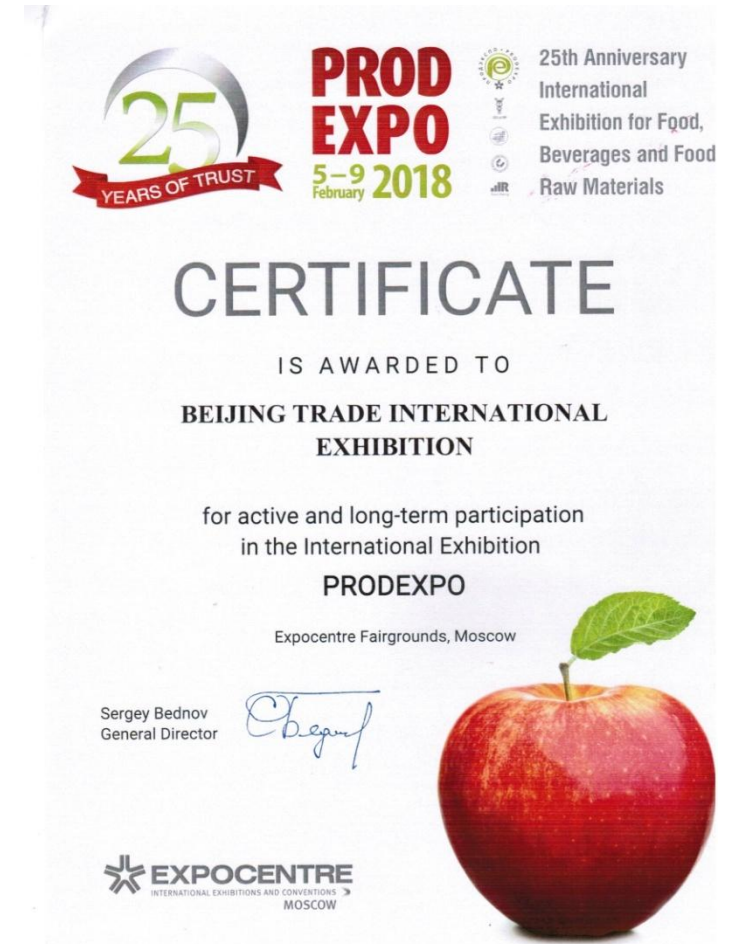 25
YEARS OF TRUST
PROD
EXPO
5–9
February
2018
25th Anniversary
International
Exhibition for Food,
Beverages and Food
Raw Materials
CERTIFICATE
IS AWARDED TO
BEIJING TRADE INTERNATIONAL
EXHIBITION
for active and long-term participation
in the International Exhibition
PRODEXPO
Expocentre Fairgrounds, Moscow
Sergey Bednov
General Director
EXPOCENTRE
INTERNATIONAL EXHIBITIONS AND CONVENTIONS
MOSCOW